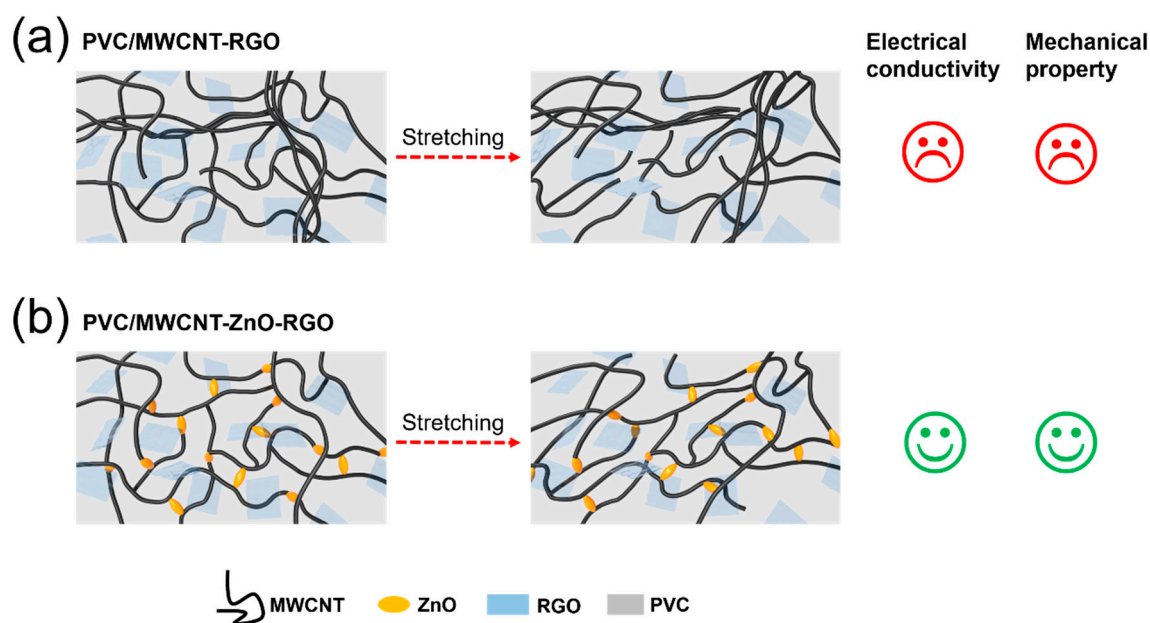 (a) PVC/MWCNT-RGO
Electrical
conductivity
Mechanical
property
Stretching
(b) PVC/MWCNT-ZnO-RGO
Stretching
MWCNT
ZnO
RGO
PVC